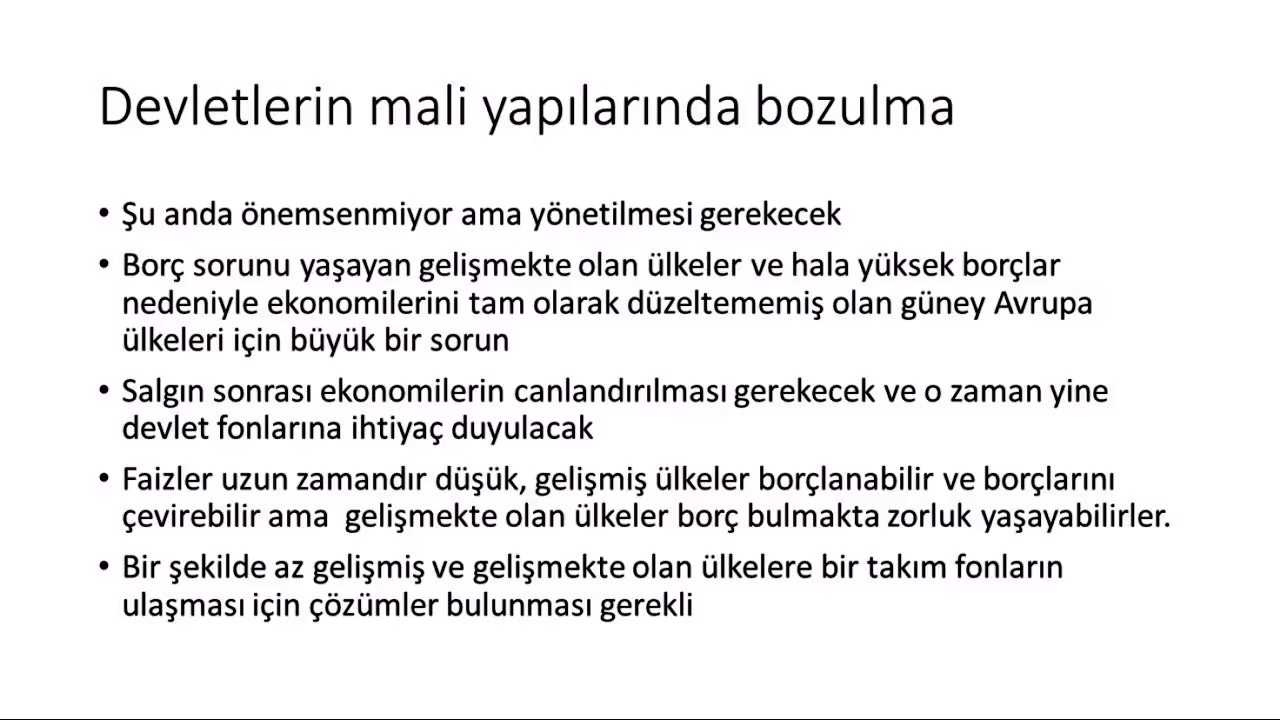 Devletlerin mali yapılarında bozulma
• Şu anda önemsenmiyor ama yönetilmesi gerekecek
• Borç sorunu yaşayan gelişmekte olan ülkeler ve hala yüksek borçlar
nedeniyle ekonomilerini tam olarak düzeltememiş olan güney Avrupa
ülkeleri için büyük bir sorun
• Salgın sonrası ekonomilerin canlandırılması gerekecek ve o zaman yine
devlet fonlarına ihtiyaç duyulacak
• Faizler uzun zamandır düşük, gelişmiş ülkeler borçlanabilir ve borçlarını
çevirebilir ama  gelişmekte olan ülkeler borç bulmakta zorluk yaşayabilirler.
• Bir şekilde az gelişmiş ve gelişmekte olan ülkelere bir takım fonların
ulaşması için çözümler bulunması gerekli